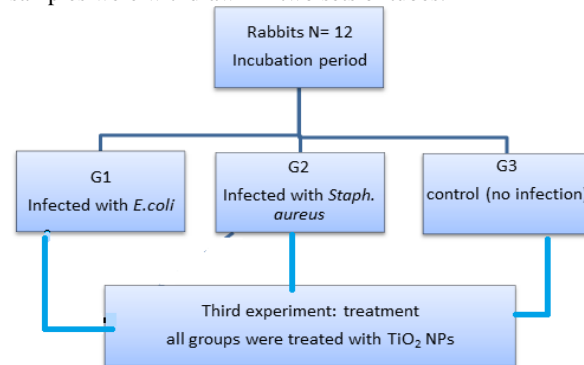 Rabbits N= 12
Incubation period
G1
Infected with E.coli
G2
Infected with Staph.
aureus
G3
control (no infection)
Third experiment: treatment
all groups were treated with TiO₂ NPs